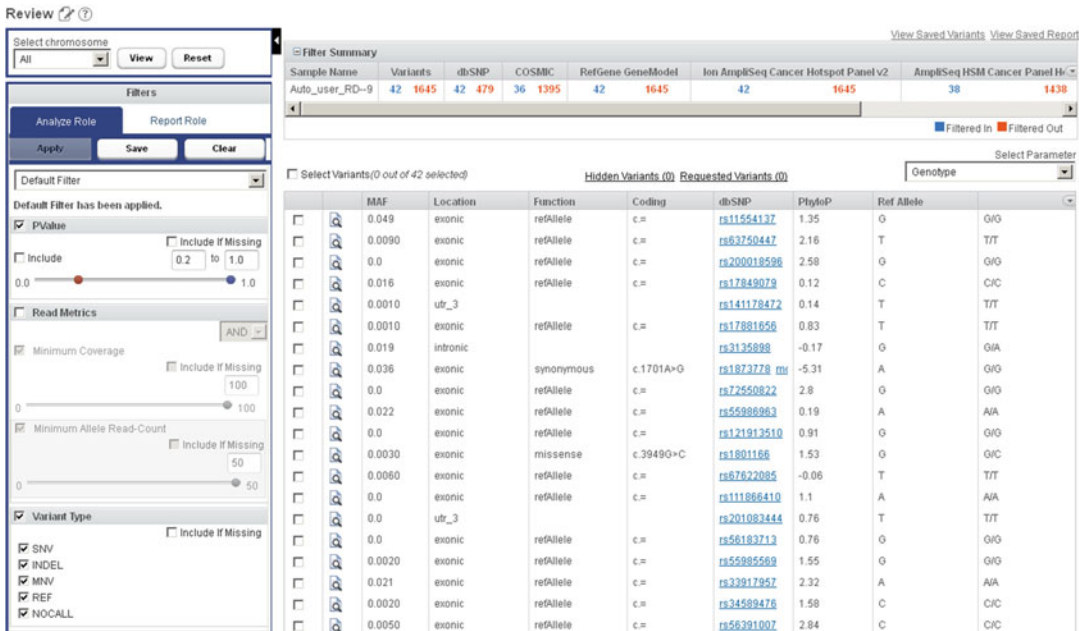 Review
View Saved Variants View Saved Report
Select chromosome
All View Reset
Filters
Analyze Role Report Role
Apply Save Clear
Default Filter
Default Filter has been applied.
PValue
Include If Missing
Include 0.2 to 1.0
0.0 1.0
Read Metrics
AND
Minimum Coverage
Include If Missing
100
0 100
Minimum Allele Read-Count
Include If Missing
50
0 50
Variant Type
Include If Missing
SNV
INDEL
MNV
REF
NOCALL
Filter Summary
Sample Name Variants dbSNP COSMIC RefGene GeneModel Ion AmpliSeq Cancer Hotspot Panel v2 AmpliSeq HSM Cancer Panel
Auto_user_RD--9 42 1645 42 479 36 1395 42 1645 42 1645 38 1438
Filtered In Filtered Out
Select Parameter
Select Variants (0 out of 42 selected) Hidden Variants (0) Requested Variants (0) Genotype
MAF Location Function Coding dbSNP PhyloP Ref Allele
0.049 exonic refAllele c.= rs11554137 1.35 G G/G
0.0090 exonic refAllele c.= rs63750447 2.16 T T/T
0.0 exonic refAllele c.= rs200018596 2.58 G G/G
0.016 exonic refAllele c.= rs17849079 0.12 C C/C
0.0010 utr_3 rs141178472 0.14 T T/T
0.0010 exonic refAllele c.= rs17881656 0.83 T T/T
0.019 intronic rs3135898 -0.17 G G/A
0.036 exonic synonymous c.1701A>G rs1873778 -5.31 A G/G
0.0 exonic refAllele c.= rs72550822 2.8 G G/G
0.022 exonic refAllele c.= rs55986963 0.19 A A/A
0.0 exonic refAllele c.= rs121913510 0.91 G G/G
0.0030 exonic missense c.3949G>C rs1801166 1.53 G G/C
0.0060 exonic refAllele c.= rs67622085 -0.06 T T/T
0.0 exonic refAllele c.= rs111866410 1.1 A A/A
0.0 utr_3 rs201083444 0.76 T T/T
0.0 exonic refAllele c.= rs56183713 0.76 G G/G
0.0020 exonic refAllele c.= rs55985569 1.55 G G/G
0.021 exonic refAllele c.= rs33917957 2.32 A A/A
0.0020 exonic refAllele c.= rs34589476 1.58 C C/C
0.0050 exonic refAllele c.= rs56391007 2.84 C C/C